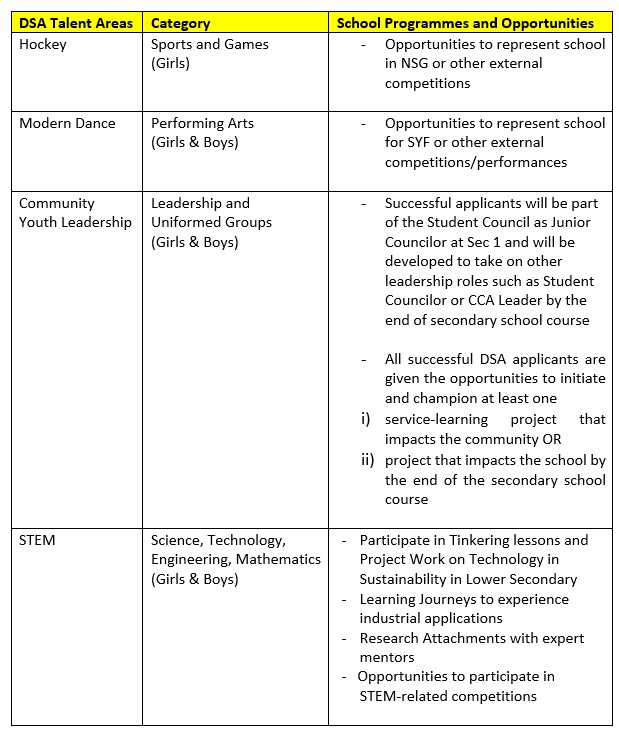 DSA Talent Areas
Category
School Programmes and Opportunities
Hockey
Sports and Games
(Girls)
- Opportunities to represent school
in NSG or other external
competitions
Modern Dance
Performing Arts
(Girls & Boys)
- Opportunities to represent school
for SYF or other external
competitions/performances
Community
Youth Leadership
Leadership and
Uniformed Groups
(Girls & Boys)
- Successful applicants will be part
of the Student Council as Junior
Councilor at Sec 1 and will be
developed to take on other
leadership roles such as Student
Councilor or CCA Leader by the
end of secondary school course
- All successful DSA applicants are
given the opportunities to initiate
and champion at least one
i) service-learning project that
impacts the community OR
ii) project that impacts the school by
the end of the secondary school
course
STEM
Science, Technology,
Engineering, Mathematics
(Girls & Boys)
- Participate in Tinkering lessons and
Project Work on Technology in
Sustainability in Lower Secondary
- Learning Journeys to experience
industrial applications
- Research Attachments with expert
mentors
- Opportunities to participate in
STEM-related competitions